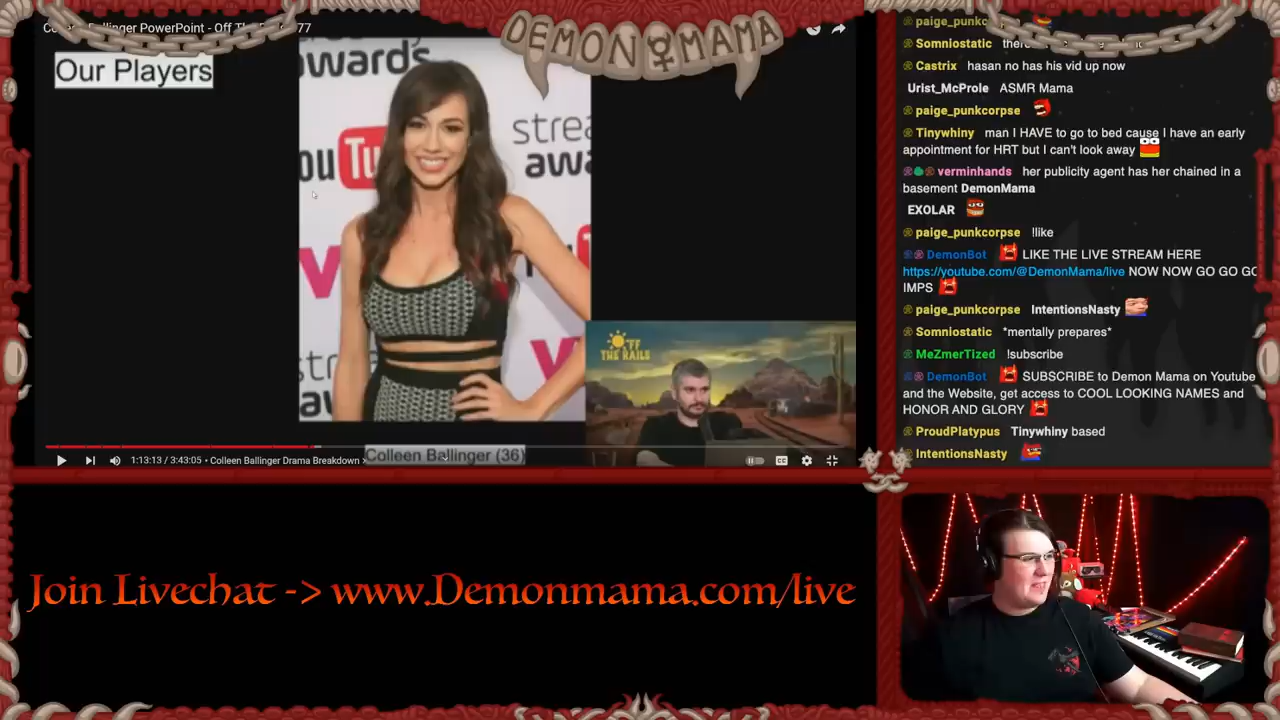 Ballinger PowerPoint - Off The
77
Our Players
awards
You Tu
strea
awa
OFF
THE RAILS
1:13:13 / 3:43:05 • Colleen Ballinger Drama Breakdown >
Colleen Ballinger (36)
DEMON MAMA
paige_punkc
Somniostatic
Castrix hasan no has his vid up now
Urist_McProle ASMR Mama
paige_punkcorpse
Tinywhiny man I HAVE to go to bed cause I have an early
appointment for HRT but I can't look away
verminhands her publicity agent has her chained in a
basement DemonMama
EXOLAR
paige_punkcorpse !like
DemonBot LIKE THE LIVE STREAM HERE
https://youtube.com/@DemonMama/live NOW NOW GO GO GO
IMPS
paige_punkcorpse IntentionsNasty
Somniostatic *mentally prepares*
MeZmerTized !subscribe
DemonBot SUBSCRIBE to Demon Mama on Youtube
and the Website, get access to COOL LOOKING NAMES and
HONOR AND GLORY
ProudPlatypus Tinywhiny based
IntentionsNasty
Join Livechat -> www.Demonmama.com/live